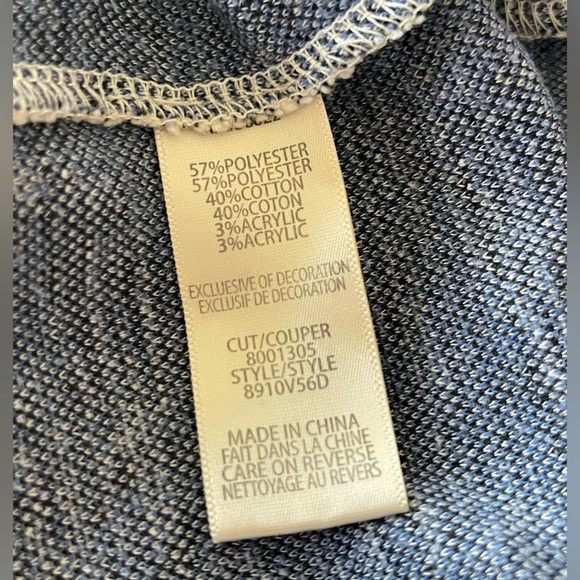 57%POLYESTER
57%POLYESTER
40%COTTON
40%COTON
3%ACRYLIC
3%ACRYLIC
EXCLUSIVE OF DECORATION
EXCLUSIF DE DECORATION
CUT/COUPER
8001305
STYLE/STYLE
8910V56D
MADE IN CHINA
FAIT DANS LA CHINE
CARE ON REVERSE
NETTOYAGE AU REVERS